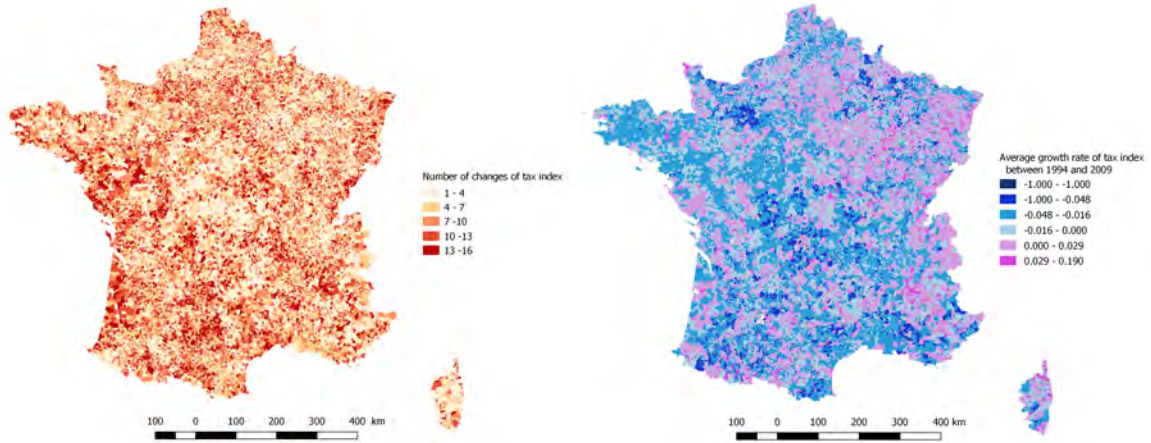 Number of changes of tax index
1 - 4
4 - 7
7 -10
10 -13
13 -16
100 0 100 200 300 400 km
Average growth rate of tax index
between 1994 and 2009
-1.000 - -1.000
-1.000 - -0.048
-0.048 - -0.016
-0.016 - 0.000
0.000 - 0.029
0.029 - 0.190
100 0 100 200 300 400 km